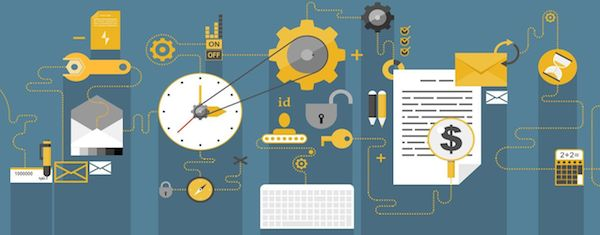 ON
OFF
id
$
2+2=
1000000